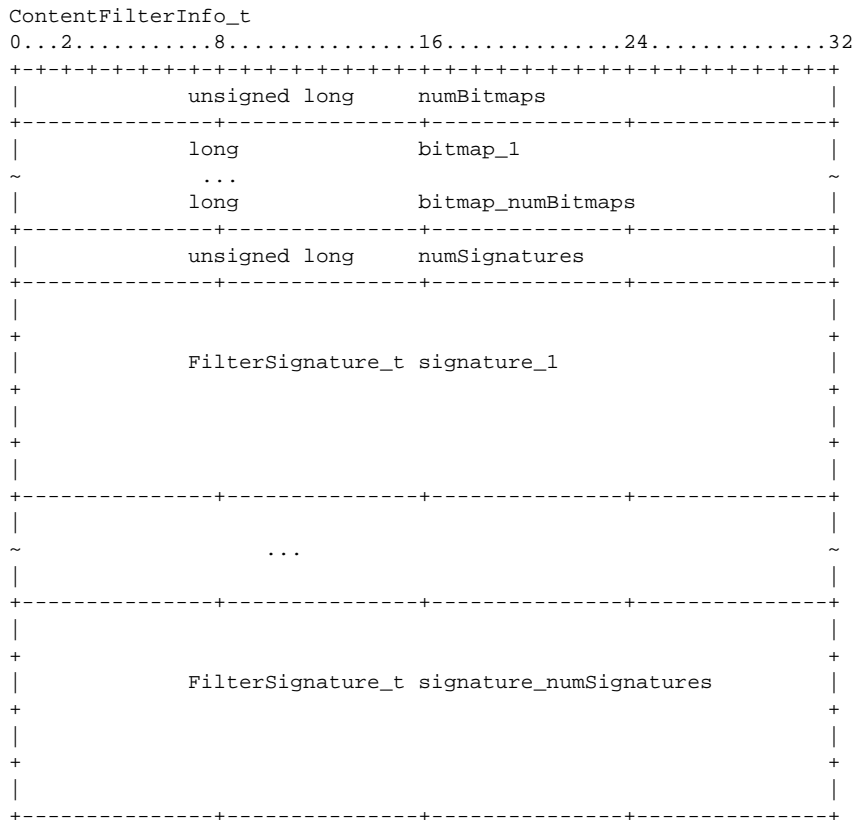 ContentFilterInfo_t
0...2...........8...............16..............24..............32
+-+-+-+-+-+-+-+-+-+-+-+-+-+-+-+-+-+-+-+-+-+-+-+-+-+-+-+-+-+-+-+-+
|             unsigned long     numBitmaps                      |
+---------------+---------------+---------------+---------------+
|             long              bitmap_1                        |
~              ...                                              ~
|             long              bitmap_numBitmaps               |
+---------------+---------------+---------------+---------------+
|             unsigned long     numSignatures                   |
+---------------+---------------+---------------+---------------+
|                                                               |
+                                                               +
|             FilterSignature_t signature_1                     |
+                                                               +
|                                                               |
+                                                               +
|                                                               |
+---------------+---------------+---------------+---------------+
|                                                               |
~                   ...                                         ~
|                                                               |
+---------------+---------------+---------------+---------------+
|                                                               |
+                                                               +
|             FilterSignature_t signature_numSignatures         |
+                                                               +
|                                                               |
+                                                               +
|                                                               |
+---------------+---------------+---------------+---------------+